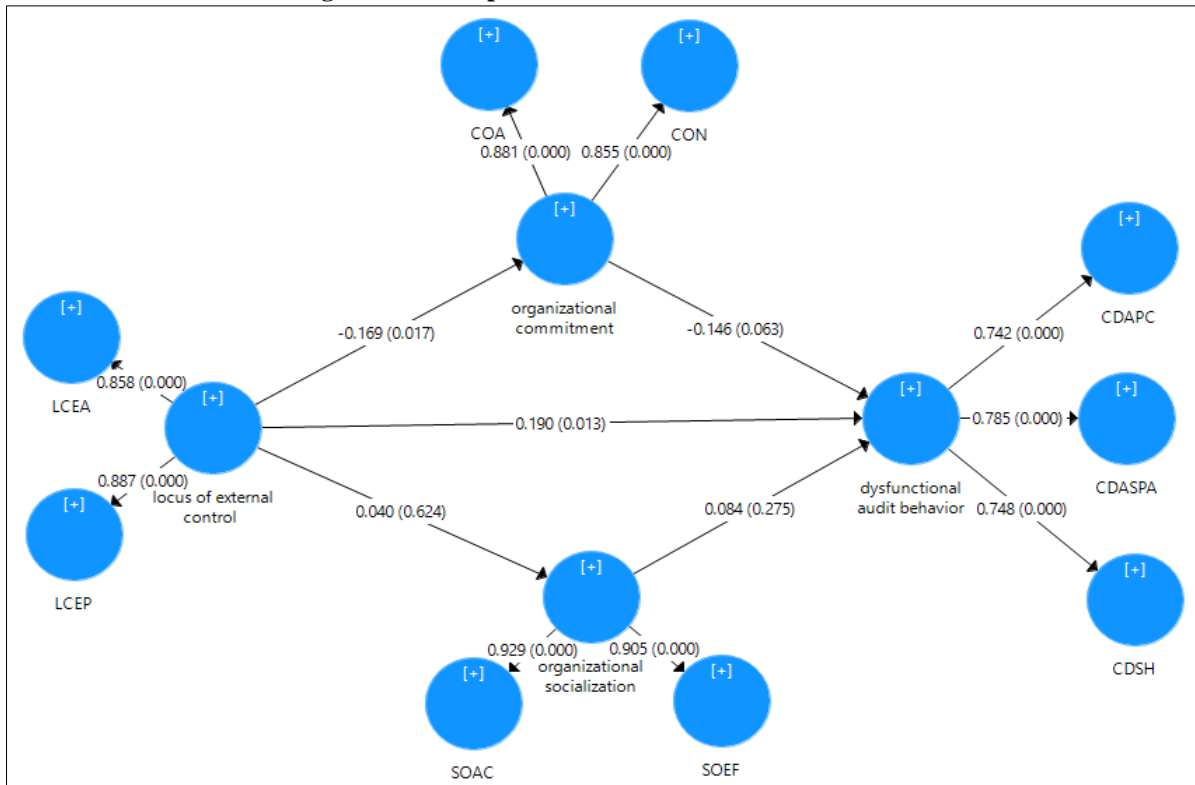 [+]
[+]
COA
CON
0.881 (0.000)
0.855 (0.000)
[+]
organizational
commitment
[+]
CDAPC
[+]
LCEA
0.858 (0.000)
-0.169 (0.017)
-0.146 (0.063)
0.742 (0.000)
[+]
locus of external
control
0.190 (0.013)
[+]
dysfunctional
audit behavior
0.785 (0.000)
[+]
CDASPA
0.887 (0.000)
[+]
LCEP
0.040 (0.624)
0.084 (0.275)
0.748 (0.000)
[+]
organizational
socialization
[+]
CDSH
0.929 (0.000)
0.905 (0.000)
[+]
SOAC
[+]
SOEF